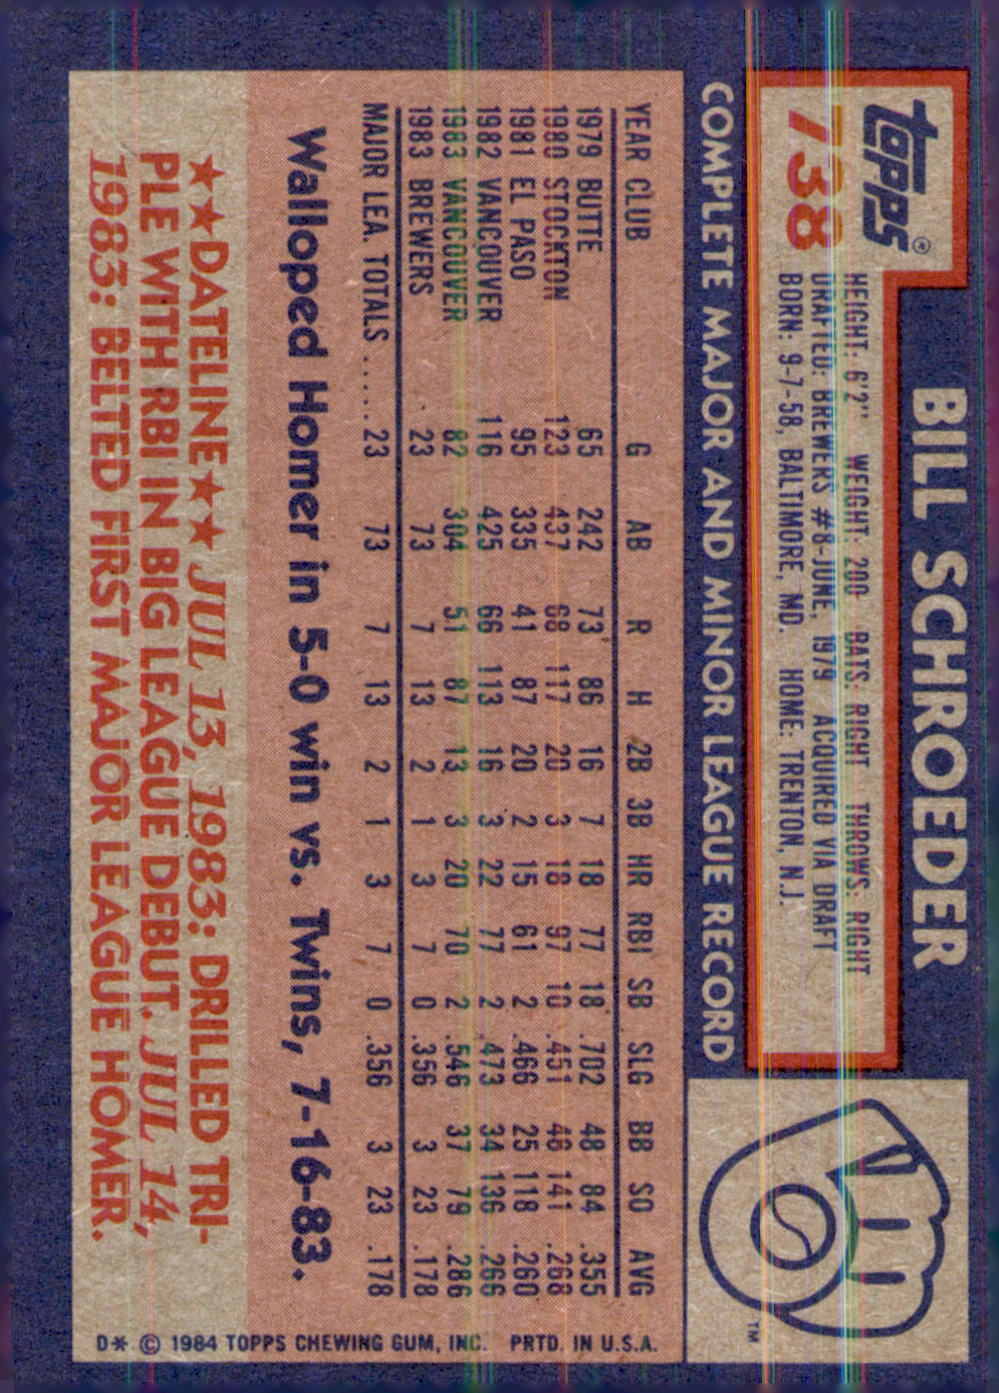 Topps®
738
BILL SCHROEDER
HEIGHT: 6'2" WEIGHT: 200 BATS: RIGHT THROWS: RIGHT
DRAFTED: BREWERS #8-JUNE, 1979 ACQUIRED VIA DRAFT
BORN: 9-7-58, BALTIMORE, MD. HOME: TRENTON, N.J.
TM
COMPLETE MAJOR AND MINOR LEAGUE RECORD
YEAR CLUB G AB R H 2B 3B HR RBI SB SLG BB SO AVG
1979 BUTTE 65 242 73 86 16 7 18 77 18 .702 48 84 .355
1980 STOCKTON 123 437 68 117 20 3 18 97 10 .451 46 141 .268
1981 EL PASO 95 335 41 87 20 2 15 61 2 .466 25 118 .260
1982 VANCOUVER 116 425 66 113 16 3 22 77 2 .473 34 136 .266
1983 VANCOUVER 82 304 51 87 13 3 20 70 2 .546 37 79 .286
1983 BREWERS 23 73 7 13 2 1 3 7 0 .356 3 23 .178
MAJOR LEA. TOTALS ..... 23 73 7 13 2 1 3 7 0 .356 3 23 .178
Walloped Homer in 5-0 win vs. Twins, 7-16-83.
★★DATELINE★★ JUL 13, 1983: DRILLED TRI-
PLE WITH RBI IN BIG LEAGUE DEBUT. JUL 14,
1983: BELTED FIRST MAJOR LEAGUE HOMER.
D* © 1984 TOPPS CHEWING GUM, INC. PRTD. IN U.S.A.